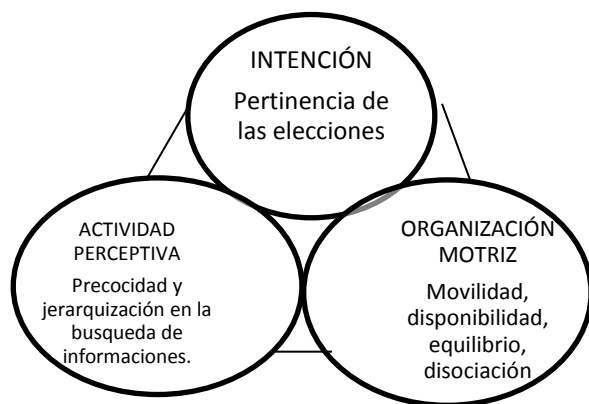 INTENCIÓN
Pertinencia de
las elecciones
ACTIVIDAD
PERCEPTIVA
Precocidad y
jerarquización en la
busqueda de
informaciones.
ORGANIZACIÓN
MOTRIZ
Movilidad,
disponibilidad,
equilibrio,
disociación